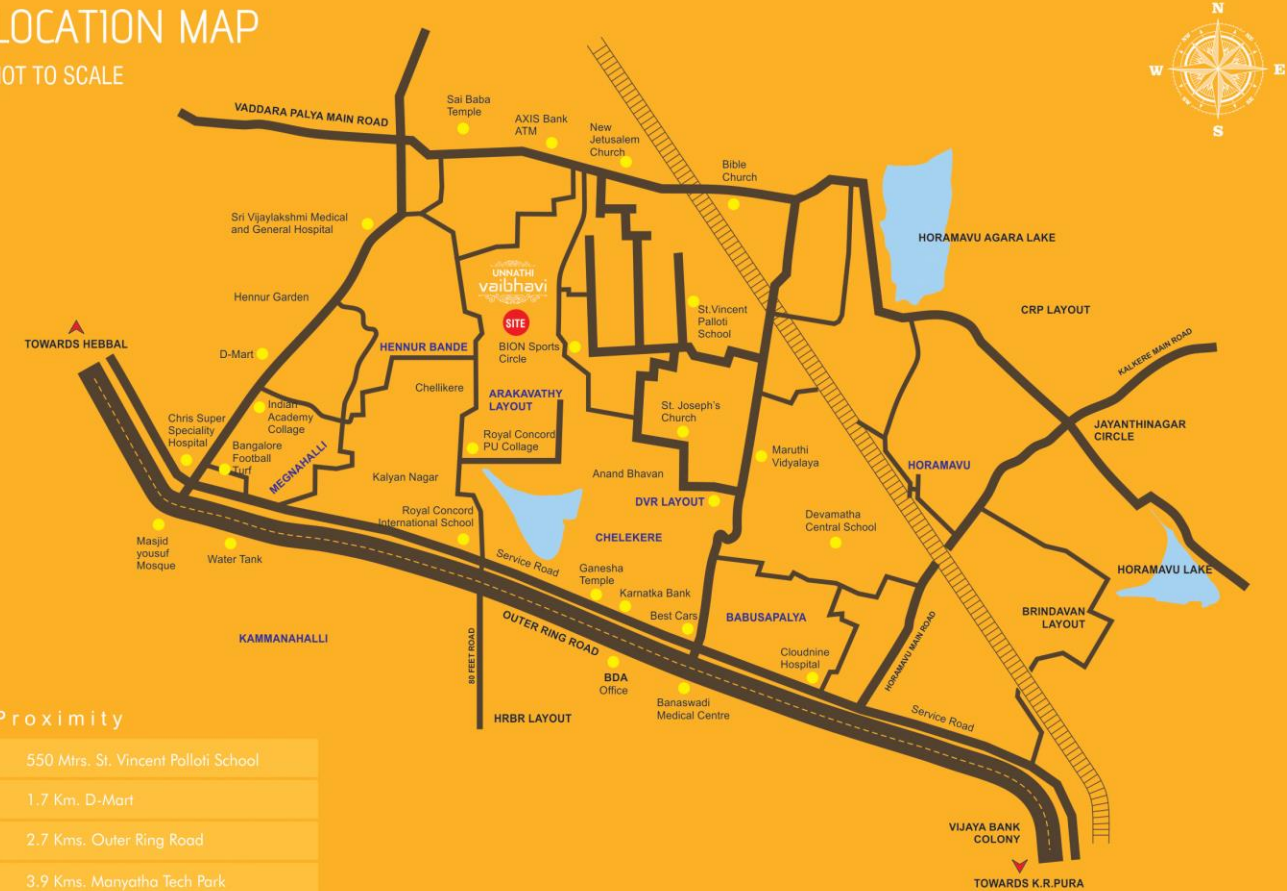 LOCATION MAP
NOT TO SCALE
N
W
E
S
VADDARA PALYA MAIN ROAD
Sai Baba
Temple
AXIS Bank
ATM
New
Jetusalem
Church
Bible
Church
Sri Vijaylakshmi Medical
and General Hospital
HORAMAVU AGARA LAKE
UNNATHI
vaibhavi
SITE
Hennur Garden
St.Vincent
Palloti
School
CRP LAYOUT
TOWARDS HEBBAL
D-Mart
HENNUR BANDE
BION Sports
Circle
KALKERE MAIN ROAD
Chellikere
ARAKAVATHY
LAYOUT
Indian
Academy
Collage
Chris Super
Speciality
Hospital
St. Joseph's
Church
JAYANTHINAGAR
CIRCLE
Bangalore
Football
Turf
MEGNAHALLI
Royal Concord
PU Collage
Maruthi
Vidyalaya
HORAMAVU
Kalyan Nagar
Anand Bhavan
DVR LAYOUT
Royal Concord
International School
Devamatha
Central School
Masjid
yousuf
Mosque
Water Tank
CHELEKERE
Service Road
Ganesha
Temple
Karnatka Bank
HORAMAVU LAKE
Best Cars
BABUSAPALYA
BRINDAVAN
LAYOUT
KAMMANAHALLI
OUTER RING ROAD
80 FEET ROAD
Cloudnine
Hospital
HORAMAVU MAIN ROAD
BDA
Office
Banaswadi
Medical Centre
HRBR LAYOUT
Service Road
Proximity
550 Mtrs. St. Vincent Polloti School
1.7 Km. D-Mart
2.7 Kms. Outer Ring Road
3.9 Kms. Manyatha Tech Park
VIJAYA BANK
COLONY
TOWARDS K.R.PURA